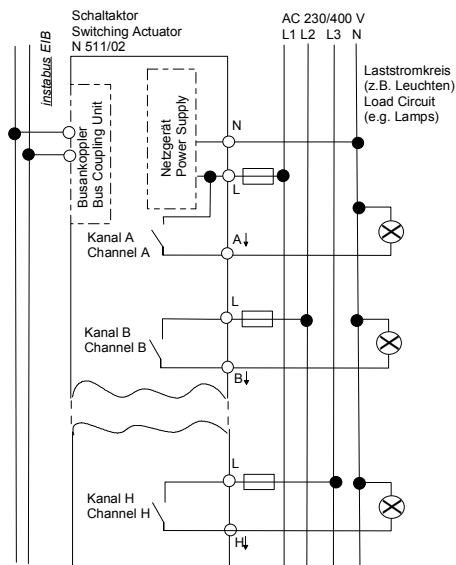 Schaltaktor
Switching Actuator
N 511/02
AC 230/400 V
L1 L2 L3 N
instabus EIB
Laststromkreis
(z.B. Leuchten)
Load Circuit
(e.g. Lamps)
Busankoppler
Bus Coupling Unit
Netzgerät
Power Supply
N
L
Kanal A
Channel A
A
L
Kanal B
Channel B
B
L
Kanal H
Channel H
H